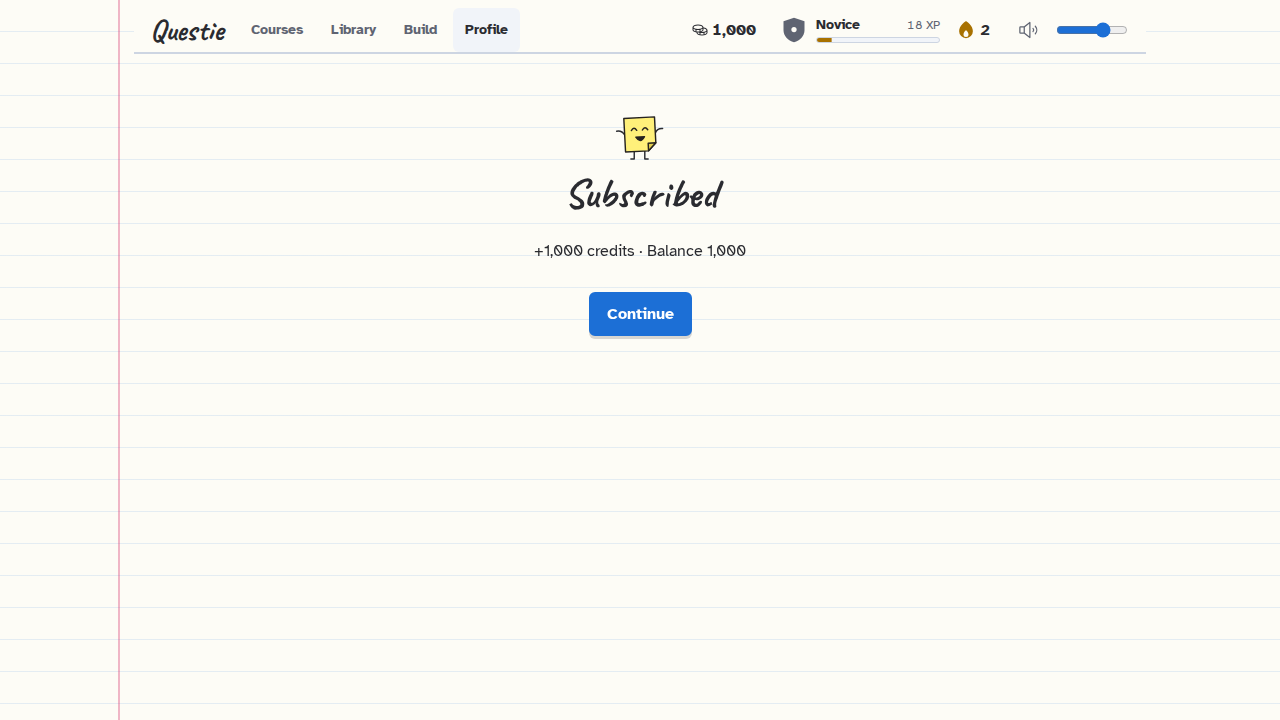 Questie Courses Library Build Profile 1,000 Novice 18 XP 2
Subscribed
+1,000 credits · Balance 1,000
Continue